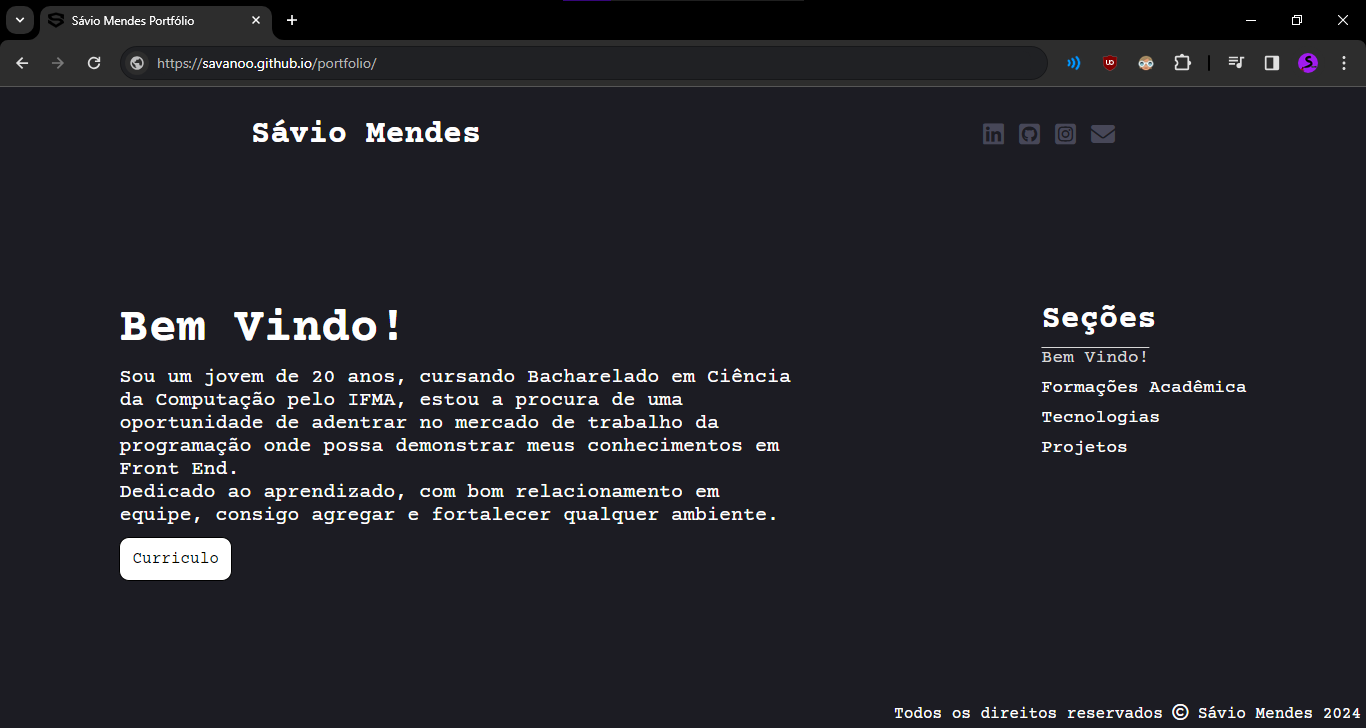 Sávio Mendes Portfólio
https://savanoo.github.io/portfolio/
Sávio Mendes
Bem Vindo!
Sou um jovem de 20 anos, cursando Bacharelado em Ciência
da Computação pelo IFMA, estou a procura de uma
oportunidade de adentrar no mercado de trabalho da
programação onde possa demonstrar meus conhecimentos em
Front End.
Dedicado ao aprendizado, com bom relacionamento em
equipe, consigo agregar e fortalecer qualquer ambiente.
Curriculo
Seções
Bem Vindo!
Formações Acadêmica
Tecnologias
Projetos
Todos os direitos reservados © Sávio Mendes 2024